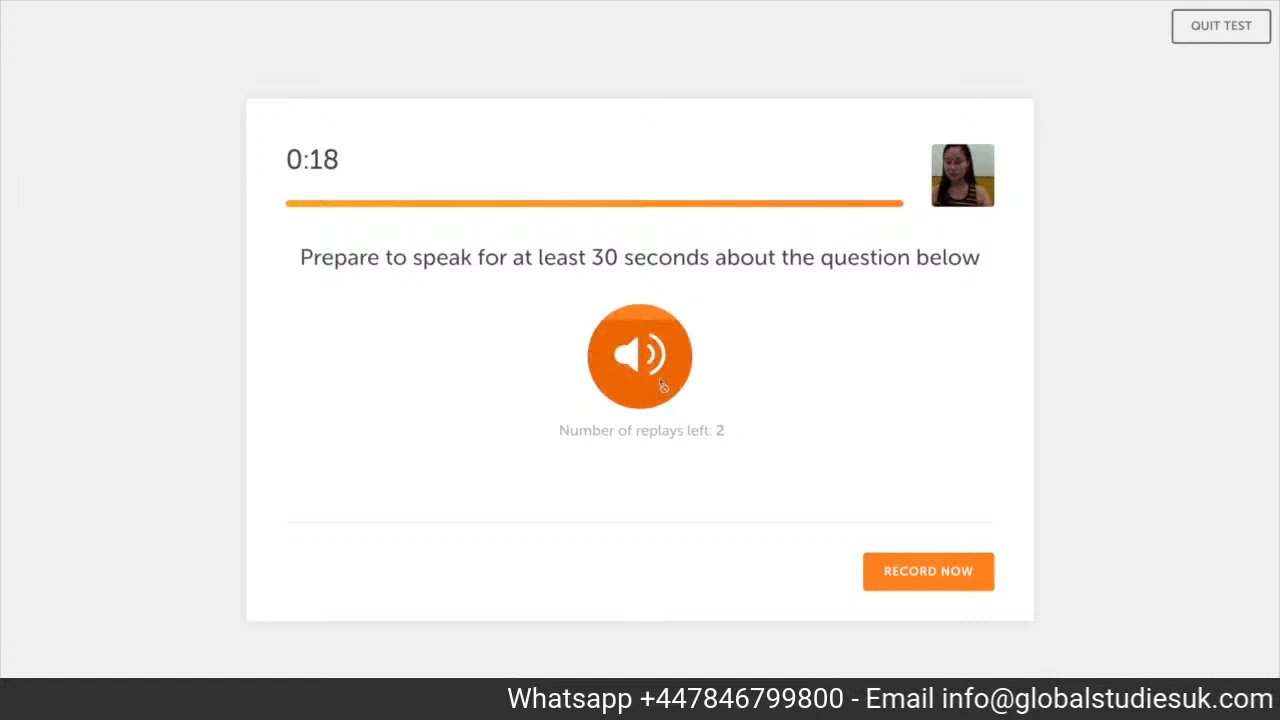 QUIT TEST
0:18
Prepare to speak for at least 30 seconds about the question below
Number of replays left: 2
RECORD NOW
Whatsapp +447846799800 - Email info@globalstudiesuk.com